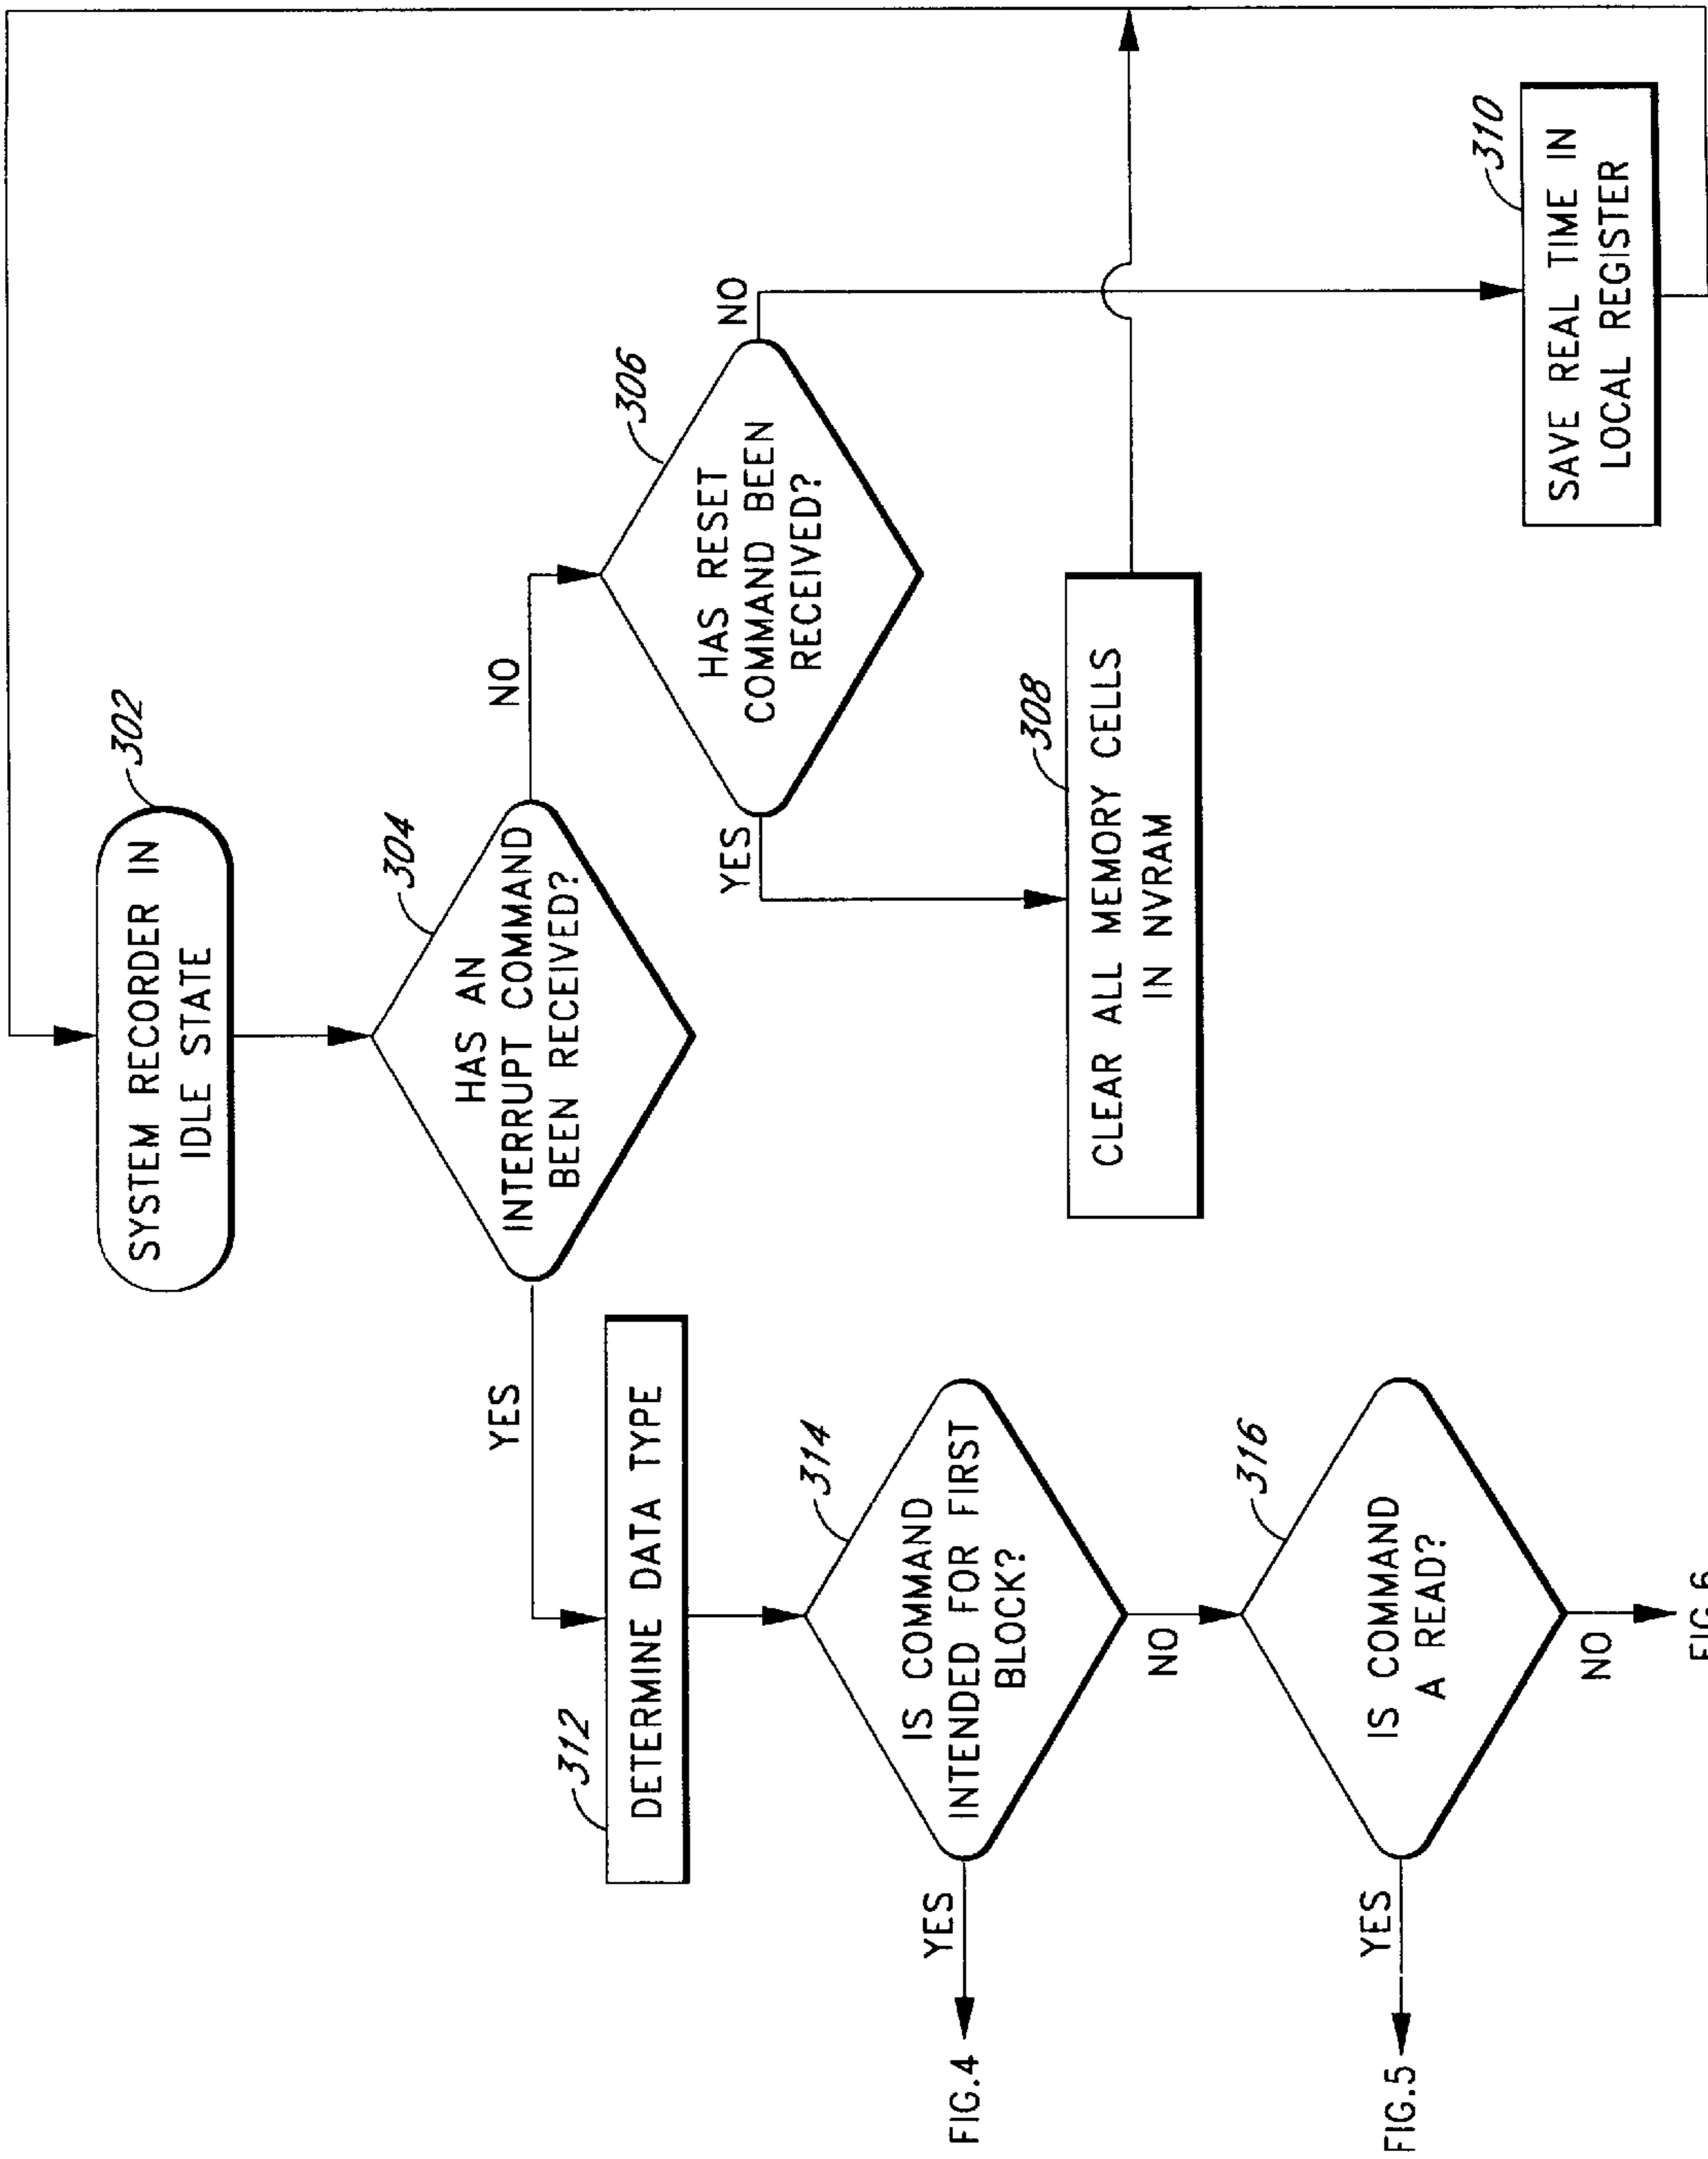 302
SYSTEM RECORDER IN
IDLE STATE
304
HAS AN
INTERRUPT COMMAND
BEEN RECEIVED?
YES
NO
306
HAS RESET
COMMAND BEEN
RECEIVED?
YES
NO
308
CLEAR ALL MEMORY CELLS
IN NVRAM
310
SAVE REAL TIME IN
LOCAL REGISTER
312
DETERMINE DATA TYPE
314
IS COMMAND
INTENDED FOR FIRST
BLOCK?
YES
FIG.4
NO
316
IS COMMAND
A READ?
YES
FIG.5
NO
FIG.6